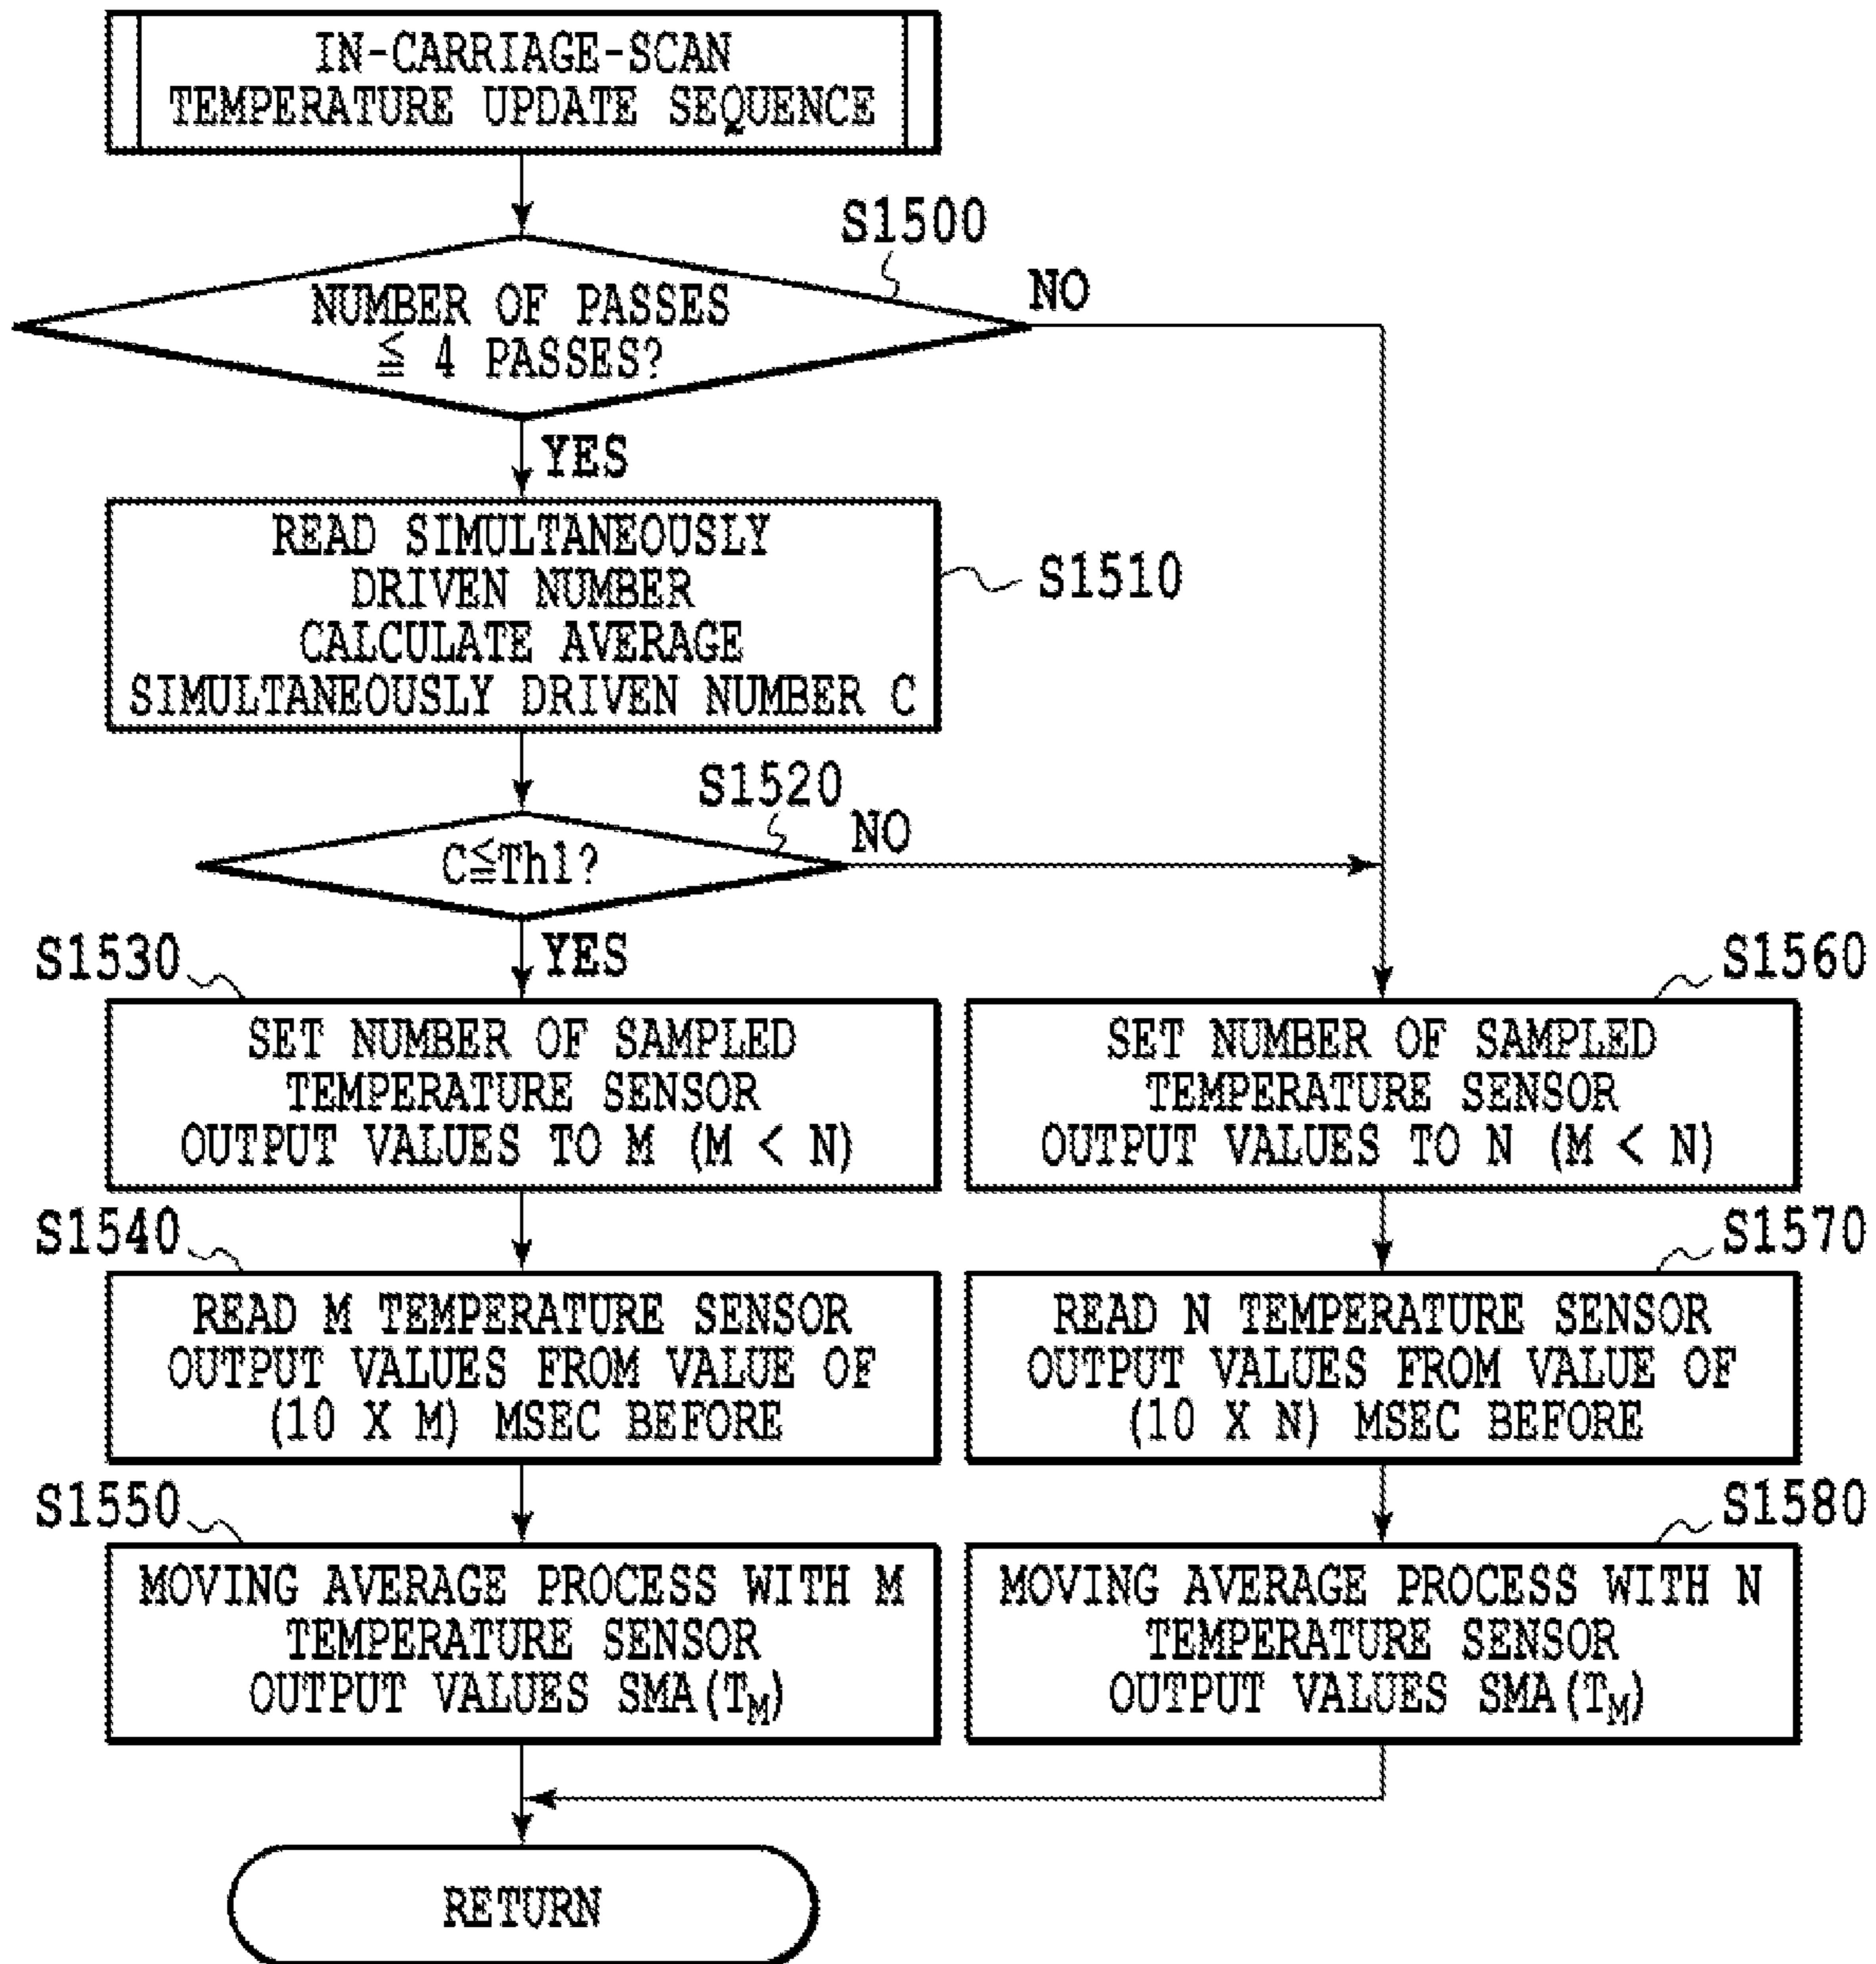 IN-CARRIAGE-SCAN
TEMPERATURE UPDATE SEQUENCE
S1500
NUMBER OF PASSES
≦ 4 PASSES?
NO
YES
READ SIMULTANEOUSLY
DRIVEN NUMBER
CALCULATE AVERAGE
SIMULTANEOUSLY DRIVEN NUMBER C
S1510
S1520
C≦Th1?
NO
YES
S1530
SET NUMBER OF SAMPLED
TEMPERATURE SENSOR
OUTPUT VALUES TO M (M < N)
S1560
SET NUMBER OF SAMPLED
TEMPERATURE SENSOR
OUTPUT VALUES TO N (M < N)
S1540
READ M TEMPERATURE SENSOR
OUTPUT VALUES FROM VALUE OF
(10 X M) MSEC BEFORE
S1570
READ N TEMPERATURE SENSOR
OUTPUT VALUES FROM VALUE OF
(10 X N) MSEC BEFORE
S1550
MOVING AVERAGE PROCESS WITH M
TEMPERATURE SENSOR
OUTPUT VALUES SMA(T_M)
S1580
MOVING AVERAGE PROCESS WITH N
TEMPERATURE SENSOR
OUTPUT VALUES SMA(T_M)
RETURN